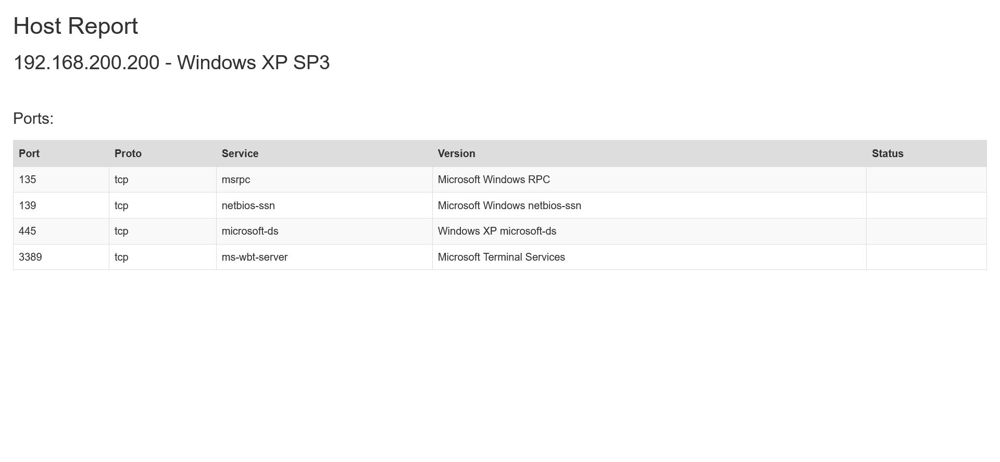 Host Report
192.168.200.200 - Windows XP SP3
Ports:
Port Proto Service Version Status
135 tcp msrpc Microsoft Windows RPC
139 tcp netbios-ssn Microsoft Windows netbios-ssn
445 tcp microsoft-ds Windows XP microsoft-ds
3389 tcp ms-wbt-server Microsoft Terminal Services